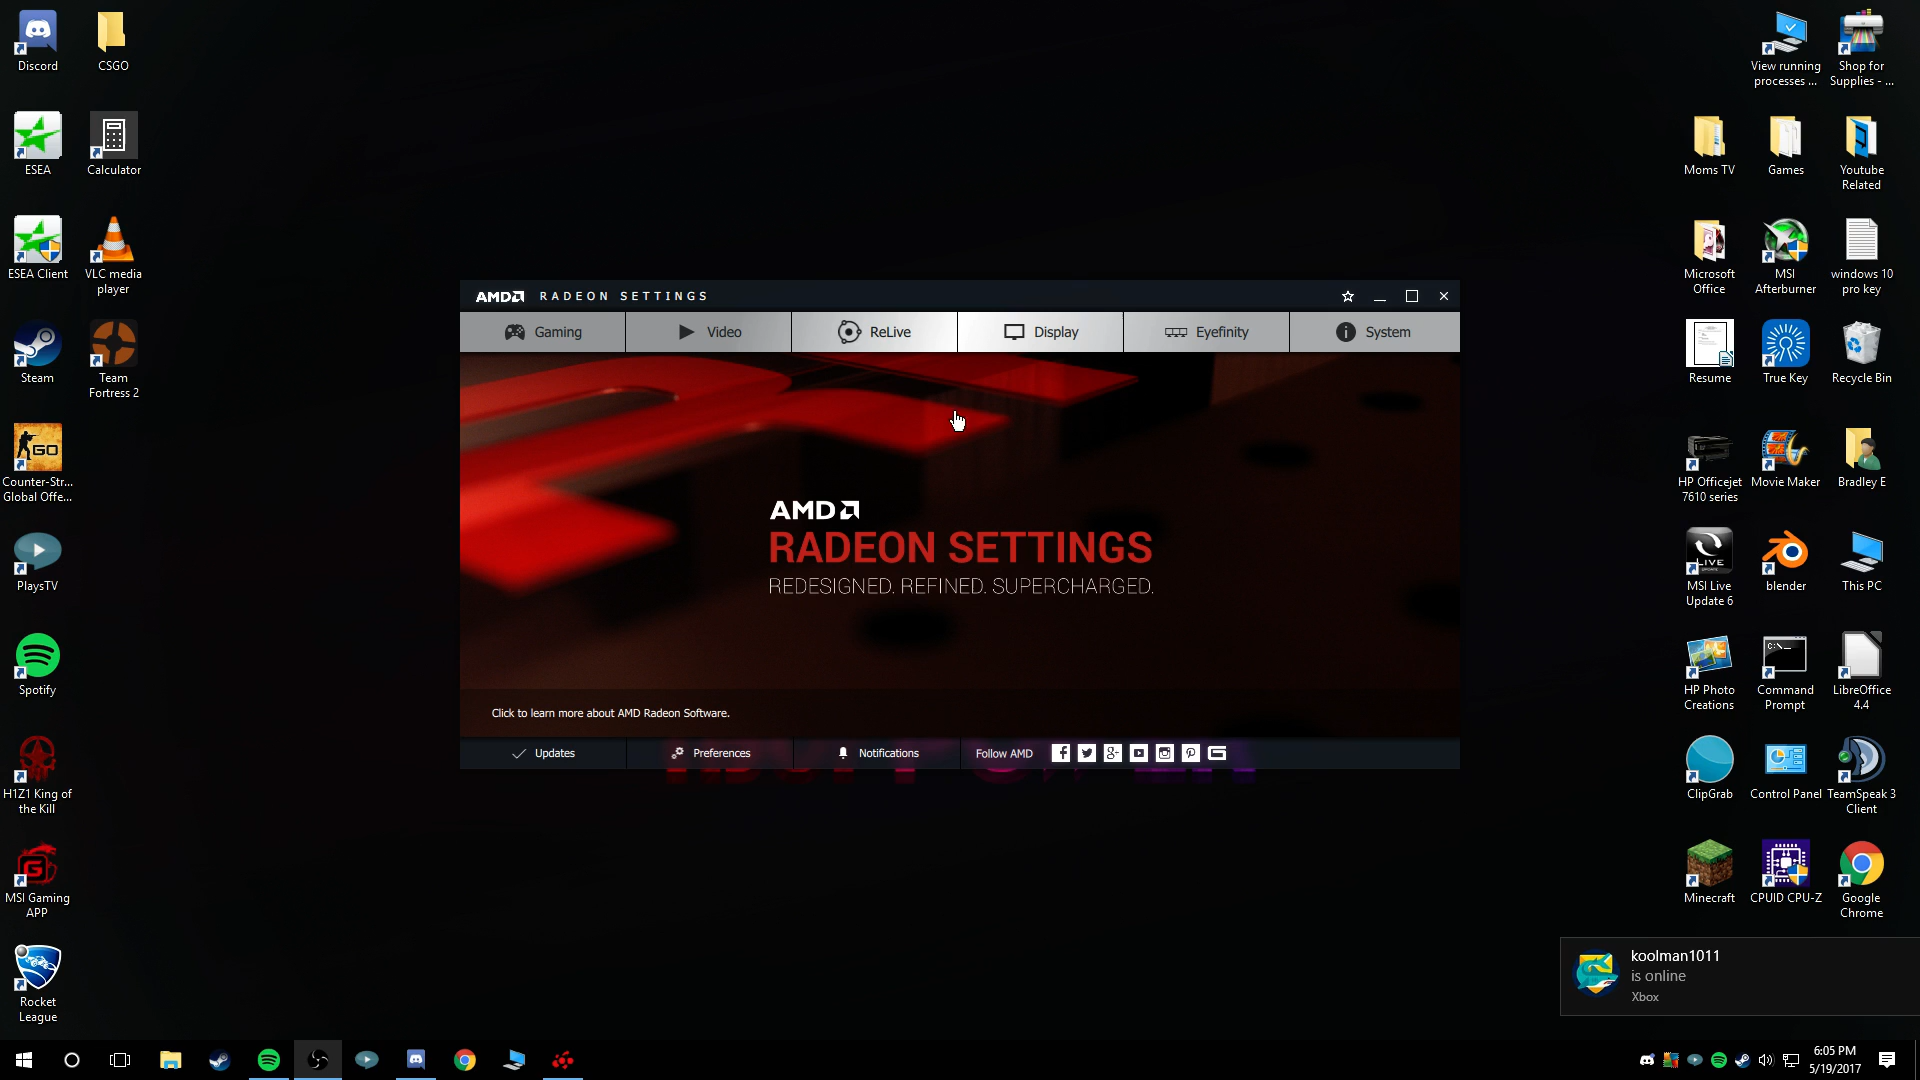 Discord
CSGO
ESEA
Calculator
ESEA Client
VLC media
player
Steam
Team
Fortress 2
GO
Counter-Str...
Global Offe...
PlaysTV
Spotify
H1Z1 King of
the Kill
MSI Gaming
APP
Rocket
League
AMD RADEON SETTINGS
Gaming
Video
ReLive
Display
Eyefinity
System
AMD
RADEON SETTINGS
REDESIGNED. REFINED. SUPERCHARGED.
Click to learn more about AMD Radeon Software.
Updates
Preferences
Notifications
Follow AMD
View running
processes ...
Shop for
Supplies - ...
Moms TV
Games
Youtube
Related
Microsoft
Office
MSI
Afterburner
windows 10
pro key
Resume
True Key
Recycle Bin
HP Officejet
7610 series
Movie Maker
Bradley E
LIVE
MSI Live
Update 6
blender
This PC
HP Photo
Creations
C:\_
Command
Prompt
LibreOffice
4.4
ClipGrab
Control Panel
TeamSpeak 3
Client
Minecraft
CPUID CPU-Z
Google
Chrome
koolman1011
is online
Xbox
6:05 PM
5/19/2017